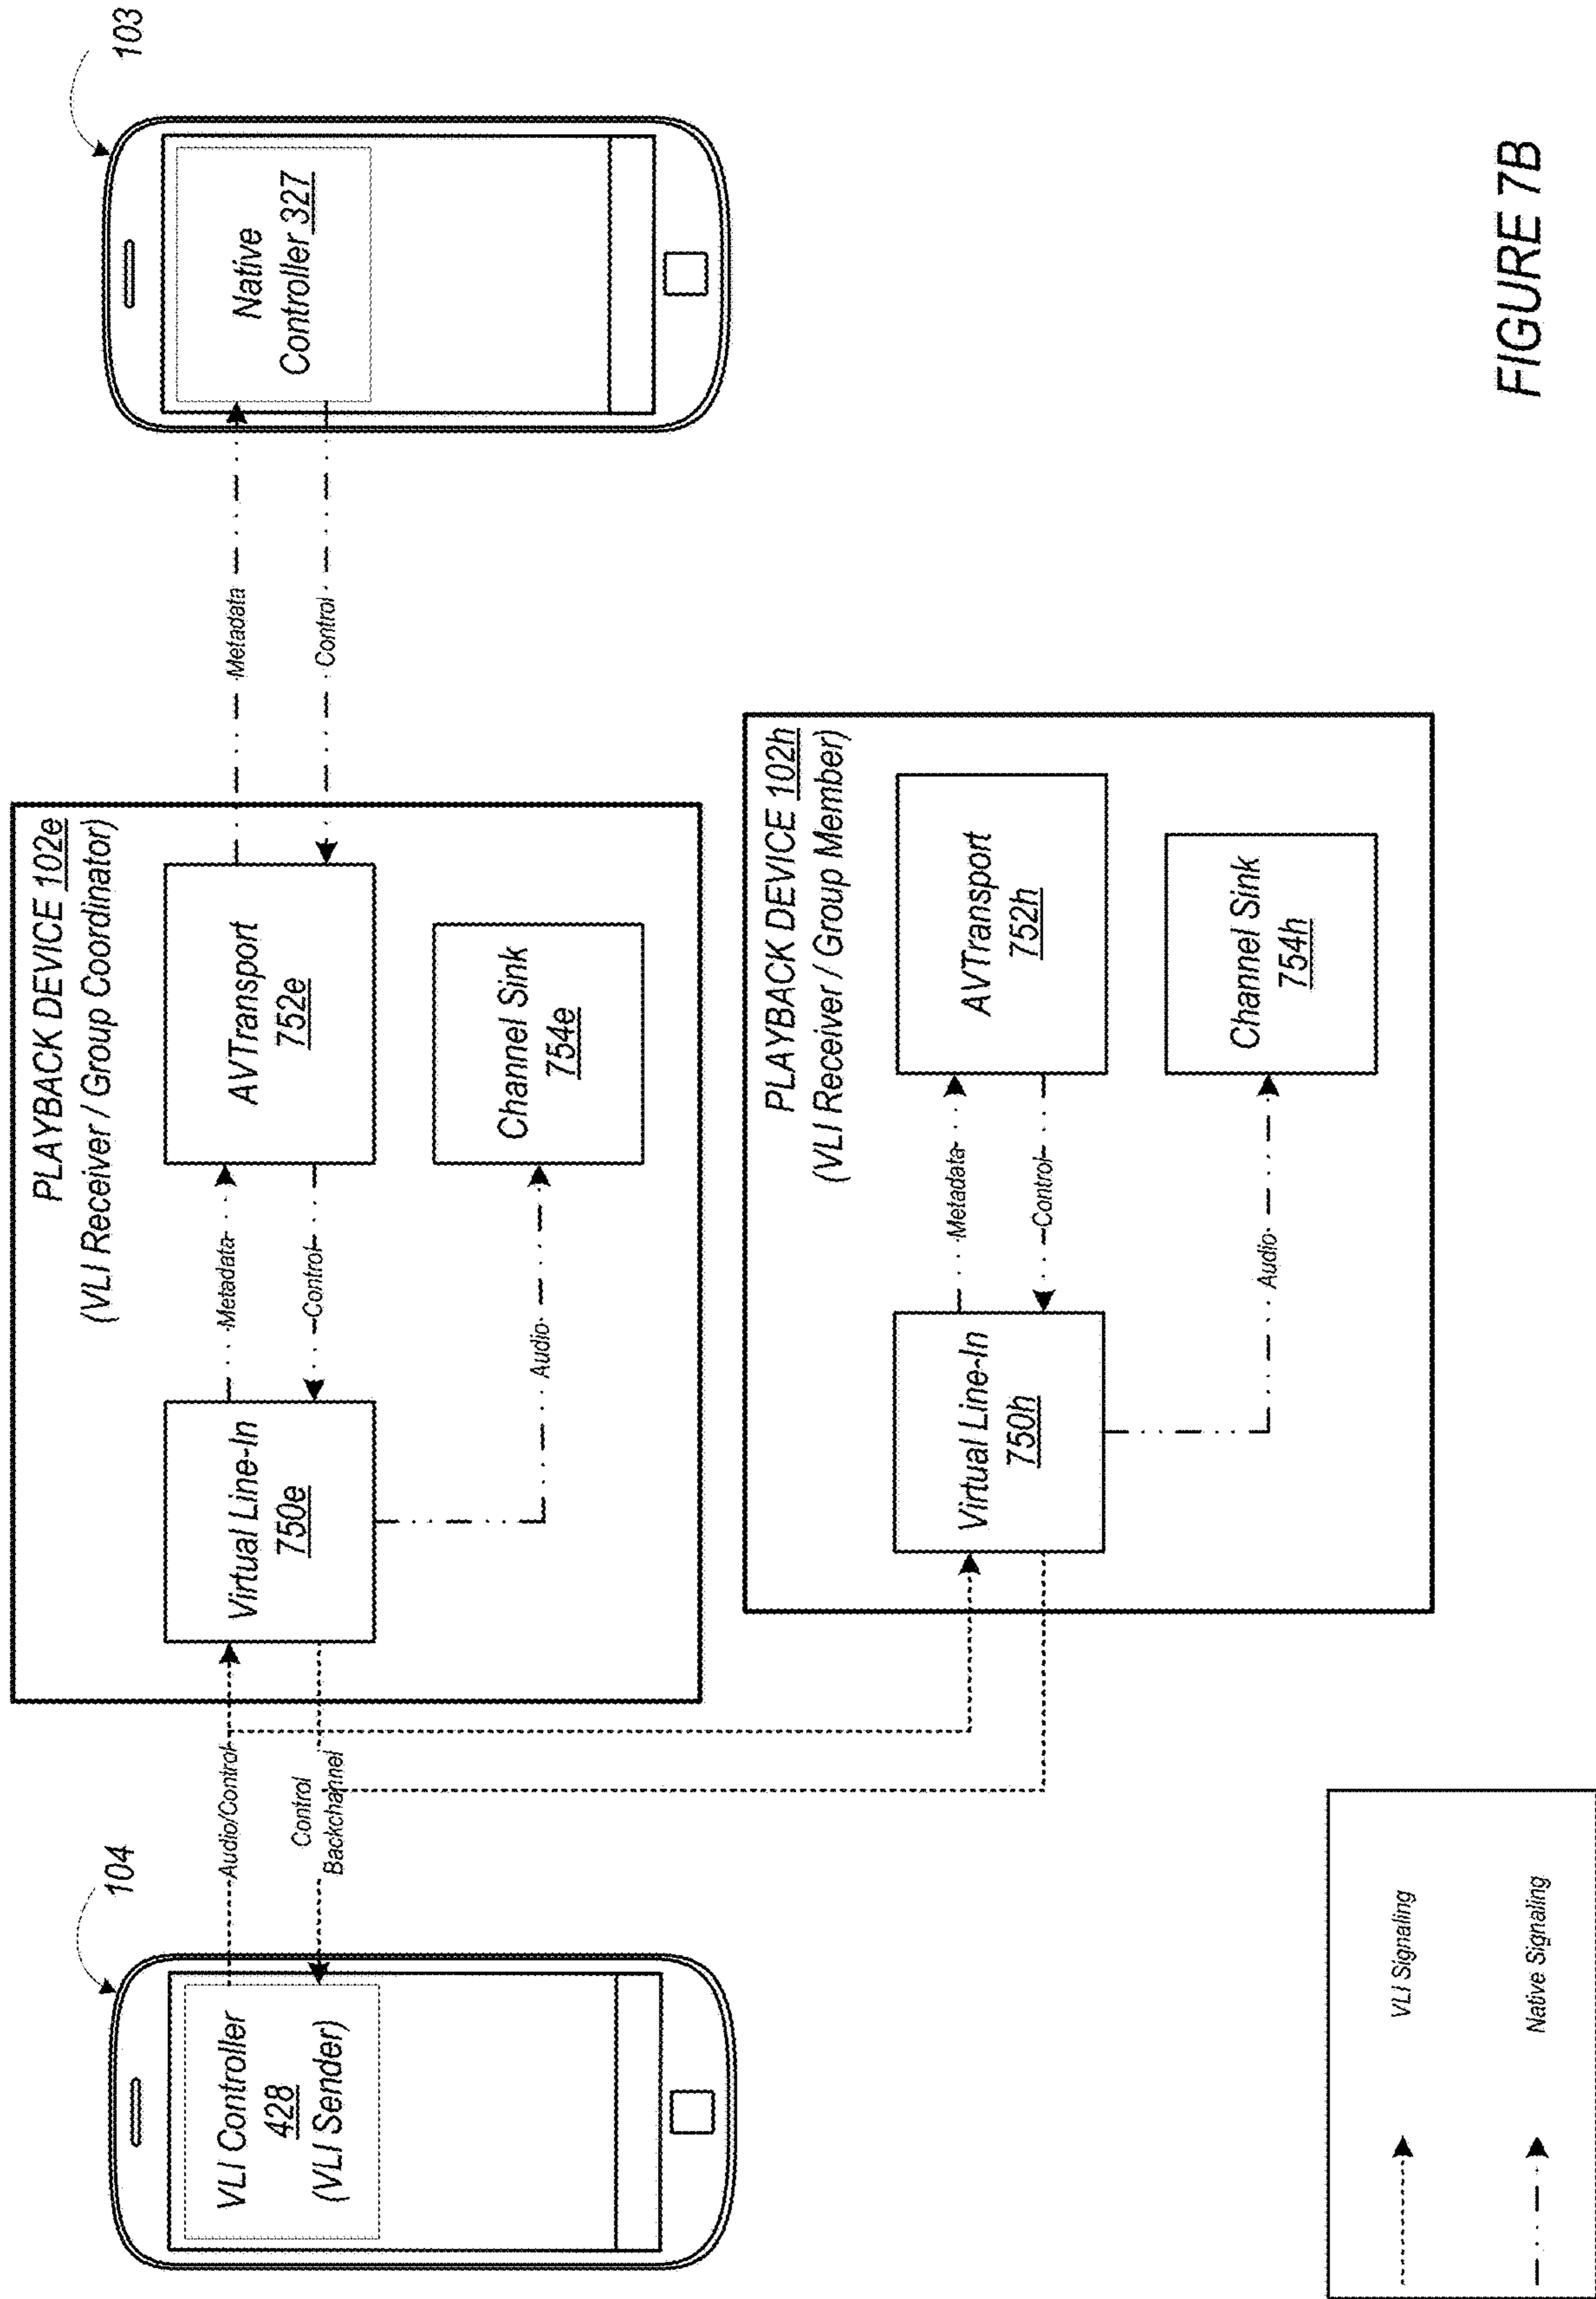 104
VLI Controller
428
(VLI Sender)
Audio/Control
Control
Backchannel
PLAYBACK DEVICE 102e
(VLI Receiver / Group Coordinator)
Virtual Line-In
750e
Metadata
Control
AVTransport
752e
Audio
Channel Sink
754e
Metadata
Control
103
Native
Controller 327
PLAYBACK DEVICE 102h
(VLI Receiver / Group Member)
Virtual Line-In
750h
Metadata
Control
AVTransport
752h
Audio
Channel Sink
754h
VLI Signaling
Native Signaling
FIGURE 7B